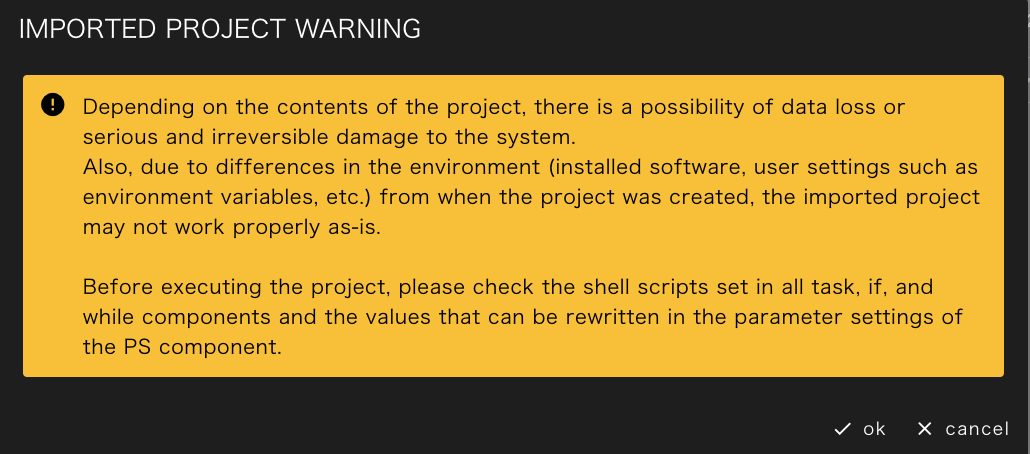 IMPORTED PROJECT WARNING
Depending on the contents of the project, there is a possibility of data loss or
serious and irreversible damage to the system.
Also, due to differences in the environment (installed software, user settings such as
environment variables, etc.) from when the project was created, the imported project
may not work properly as-is.
Before executing the project, please check the shell scripts set in all task, if, and
while components and the values that can be rewritten in the parameter settings of
the PS component.
ok cancel